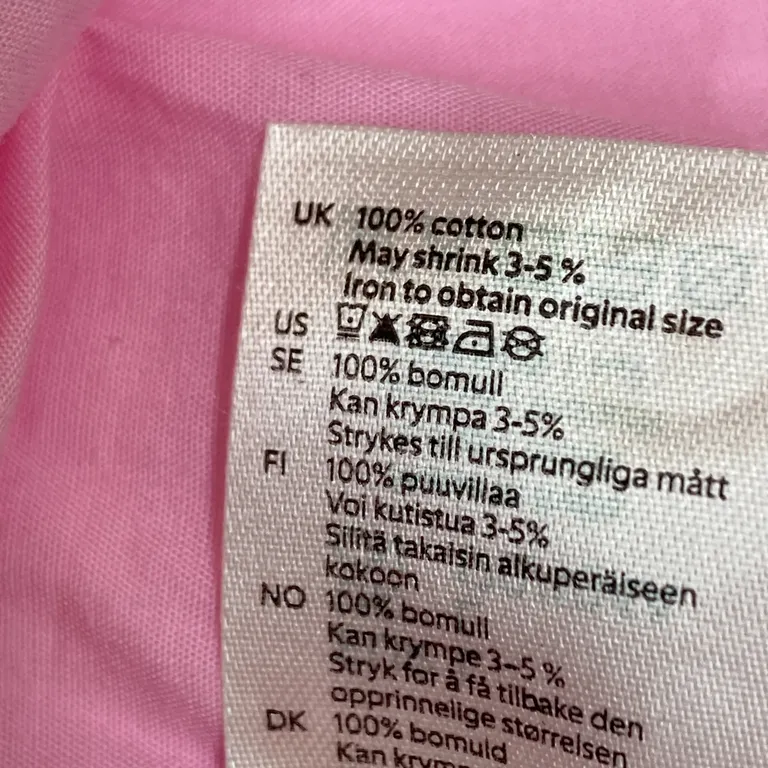 UK 100% cotton
May shrink 3-5 %
Iron to obtain original size
US
SE 100% bomull
Kan krympa 3-5%
Strykes till ursprungliga mått
FI 100% puuvillaa
Voi kutistua 3-5%
Silitä takaisin alkuperäiseen
kokoon
NO 100% bomull
Kan krympe 3-5 %
Stryk for å få tilbake den
opprinnelige størrelsen
DK 100% bomuld
Kan